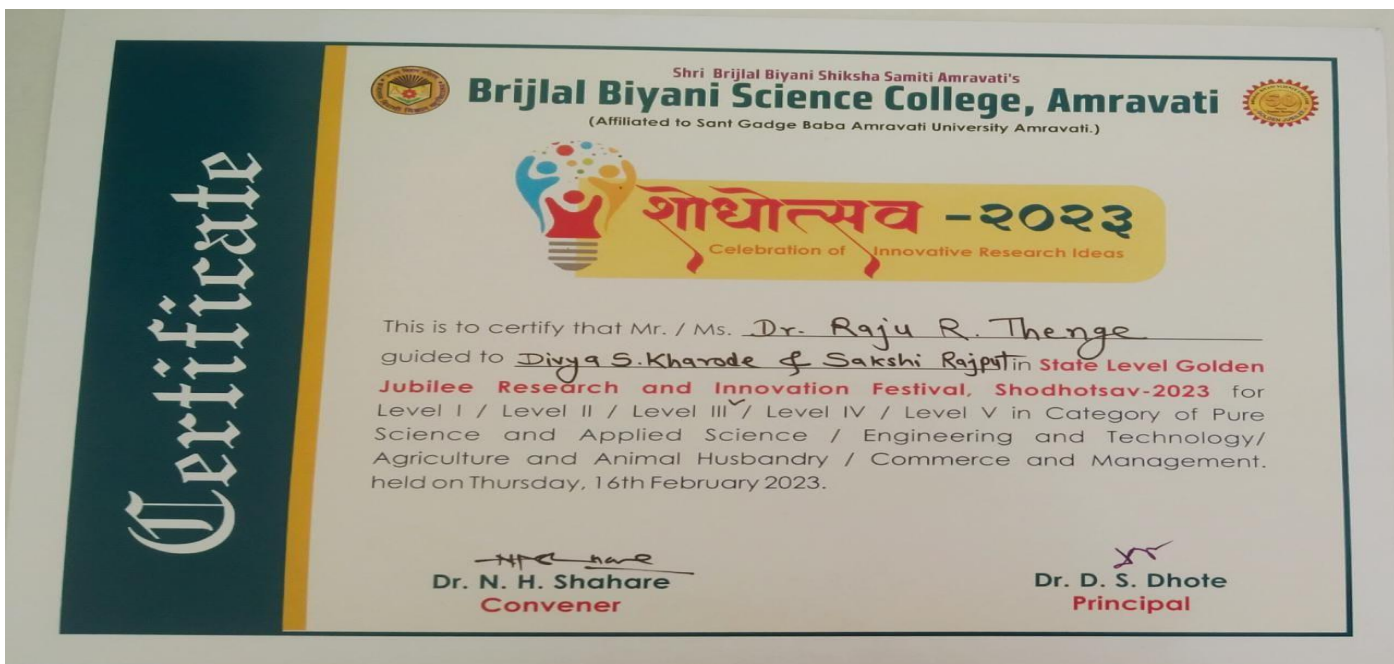 Certificate
Shri Brijlal Biyani Shiksha Samiti Amravati's
Brijlal Biyani Science College, Amravati
(Affiliated to Sant Gadge Baba Amravati University Amravati.)
शोधोत्सव -२०२३
Celebration of Innovative Research Ideas
This is to certify that Mr. / Ms. Dr. Raju R. Thenge
guided to Divya S. Kharode & Sakshi Rajput in State Level Golden
Jubilee Research and Innovation Festival, Shodhotsav-2023 for
Level I / Level II / Level III / Level IV / Level V in Category of Pure
Science and Applied Science / Engineering and Technology/
Agriculture and Animal Husbandry / Commerce and Management.
held on Thursday, 16th February 2023.
Dr. N. H. Shahare
Convener
Dr. D. S. Dhote
Principal